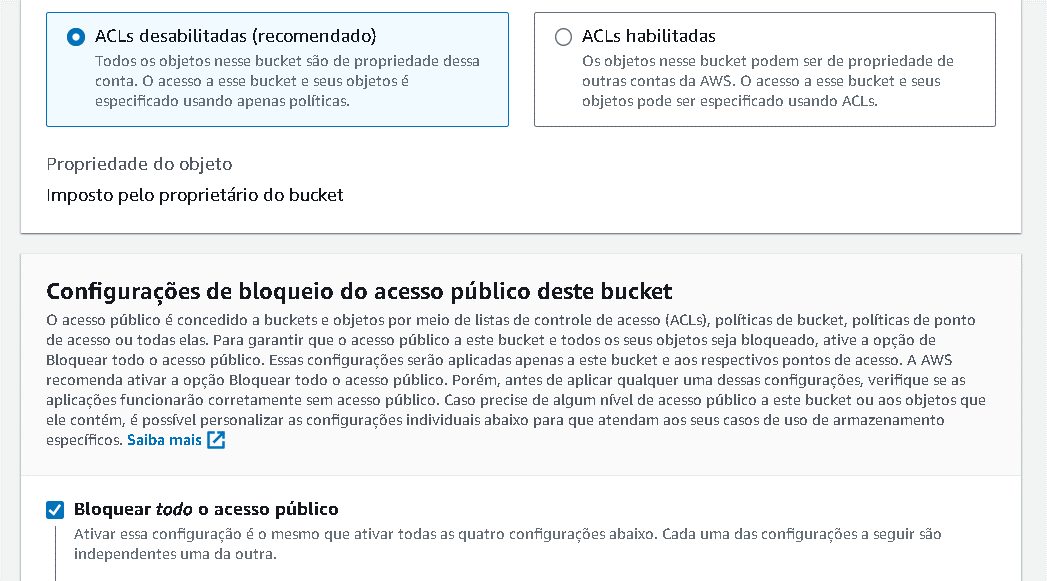 ACLs desabilitadas (recomendado)
Todos os objetos nesse bucket são de propriedade dessa
conta. O acesso a esse bucket e seus objetos é
especificado usando apenas políticas.
ACLs habilitadas
Os objetos nesse bucket podem ser de propriedade de
outras contas da AWS. O acesso a esse bucket e seus
objetos pode ser especificado usando ACLs.
Propriedade do objeto
Imposto pelo proprietário do bucket
Configurações de bloqueio do acesso público deste bucket
O acesso público é concedido a buckets e objetos por meio de listas de controle de acesso (ACLs), políticas de bucket, políticas de ponto
de acesso ou todas elas. Para garantir que o acesso público a este bucket e todos os seus objetos seja bloqueado, ative a opção de
Bloquear todo o acesso público. Essas configurações serão aplicadas apenas a este bucket e aos respectivos pontos de acesso. A AWS
recomenda ativar a opção Bloquear todo o acesso público. Porém, antes de aplicar qualquer uma dessas configurações, verifique se as
aplicações funcionarão corretamente sem acesso público. Caso precise de algum nível de acesso público a este bucket ou aos objetos que
ele contém, é possível personalizar as configurações individuais abaixo para que atendam aos seus casos de uso de armazenamento
específicos. Saiba mais
Bloquear todo o acesso público
Ativar essa configuração é o mesmo que ativar todas as quatro configurações abaixo. Cada uma das configurações a seguir são
independentes uma da outra.